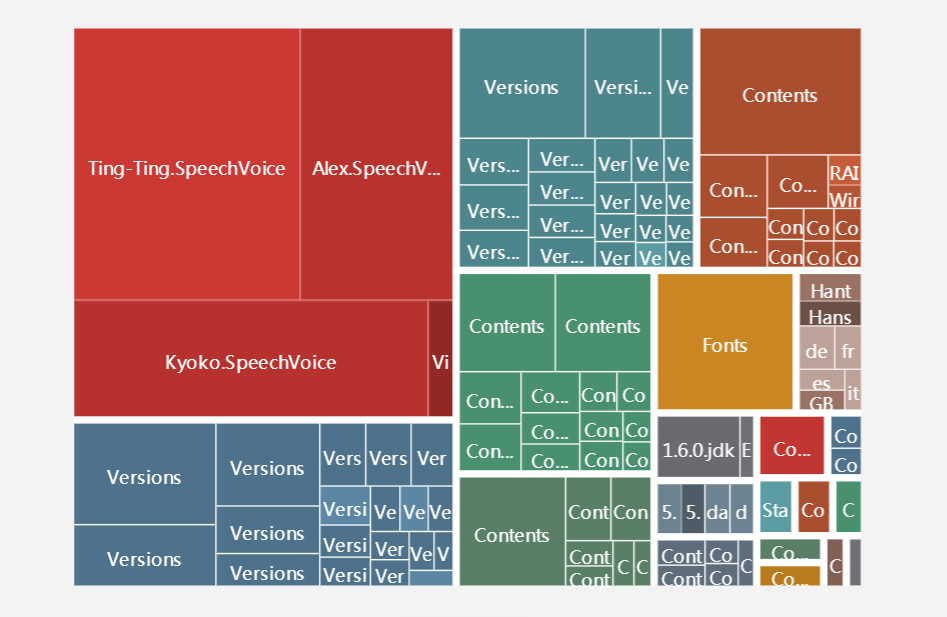 Ting-Ting.SpeechVoice
Alex.SpeechV...
Kyoko.SpeechVoice
Vi
Versions
Versi...
Ve
Vers...
Vers...
Vers...
Ver...
Ver...
Ver...
Ver...
Ver
Ve
Ve
Ver
Ve
Ve
Ver
Ve
Ve
Ver
Ve
Ve
Contents
Con...
Con...
Co...
RAI
Wir
Con
Co
Co
Con
Co
Co
Contents
Contents
Con...
Con...
Co...
Co...
Co...
Con
Co
Con
Co
Con
Co
Fonts
Hant
Hans
de
fr
es
it
GB
Versions
Versions
Versions
Versions
Versions
Vers
Vers
Ver
Versi
Ve
Ve
Ve
Versi
Ver
Ve
V
Versi
Ver
Contents
Cont
Con
Cont
Cont
C
C
1.6.0.jdk
E
Co...
Co
Co
5.
5.
da
d
Sta
Co
C
Cont
Co
C
Cont
Co
Co...
Co...
C